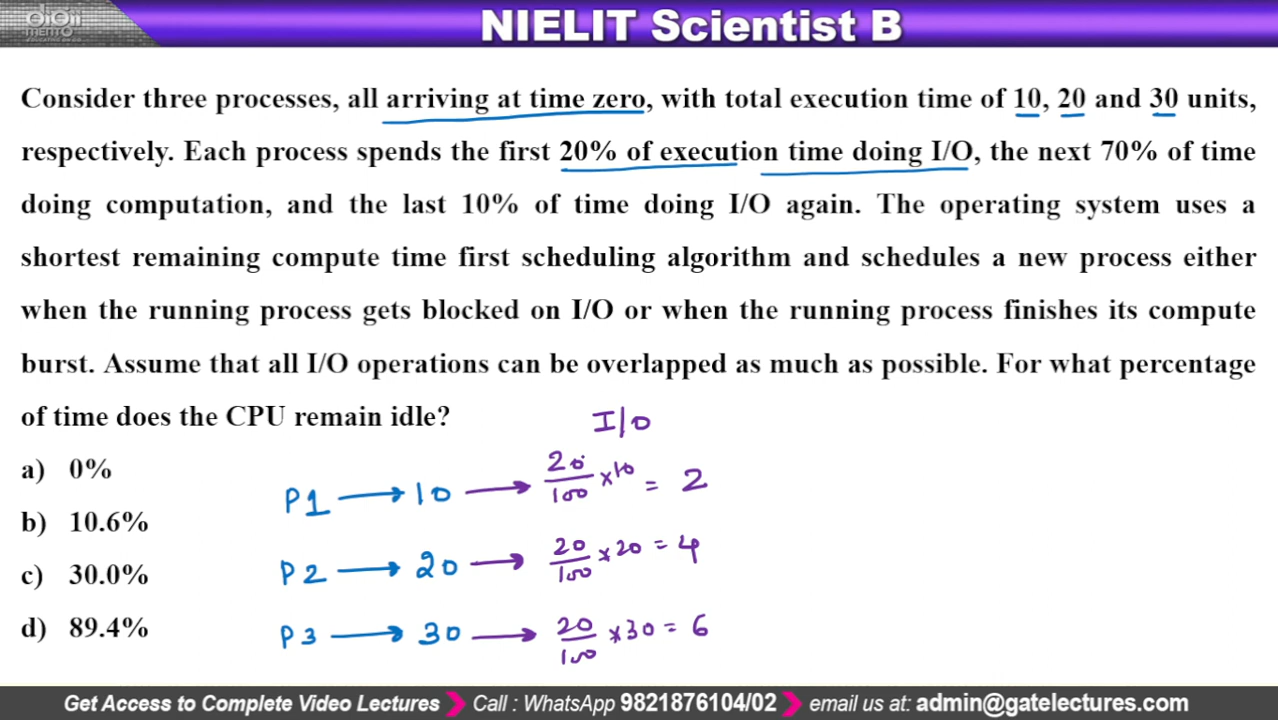 digii
MENTO
EDUCATION GO ON
NIELIT Scientist B
Consider three processes, all arriving at time zero, with total execution time of 10, 20 and 30 units,
respectively. Each process spends the first 20% of execution time doing I/O, the next 70% of time
doing computation, and the last 10% of time doing I/O again. The operating system uses a
shortest remaining compute time first scheduling algorithm and schedules a new process either
when the running process gets blocked on I/O or when the running process finishes its compute
burst. Assume that all I/O operations can be overlapped as much as possible. For what percentage
of time does the CPU remain idle?
I/O
a) 0%
P1 → 10 → 20/100 × 10 = 2
b) 10.6%
P2 → 20 → 20/100 × 20 = 4
c) 30.0%
d) 89.4%
P3 → 30 → 20/100 × 30 = 6
Get Access to Complete Video Lectures Call : WhatsApp 9821876104/02 email us at: admin@gatelectures.com